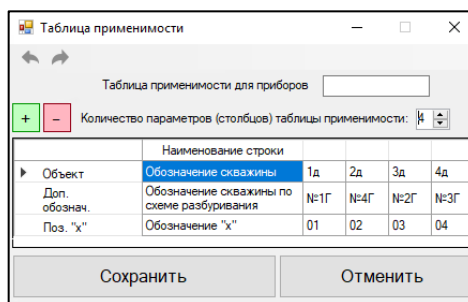 Таблица применимости
Таблица применимости для приборов
+ − Количество параметров (столбцов) таблицы применимости: 4
Наименование строки
Объект Обозначение скважины 1д 2д 3д 4д
Доп. обознач. Обозначение скважины по схеме разбуривания №1Г №4Г №2Г №3Г
Поз. "х" Обозначение "х" 01 02 03 04
Сохранить Отменить